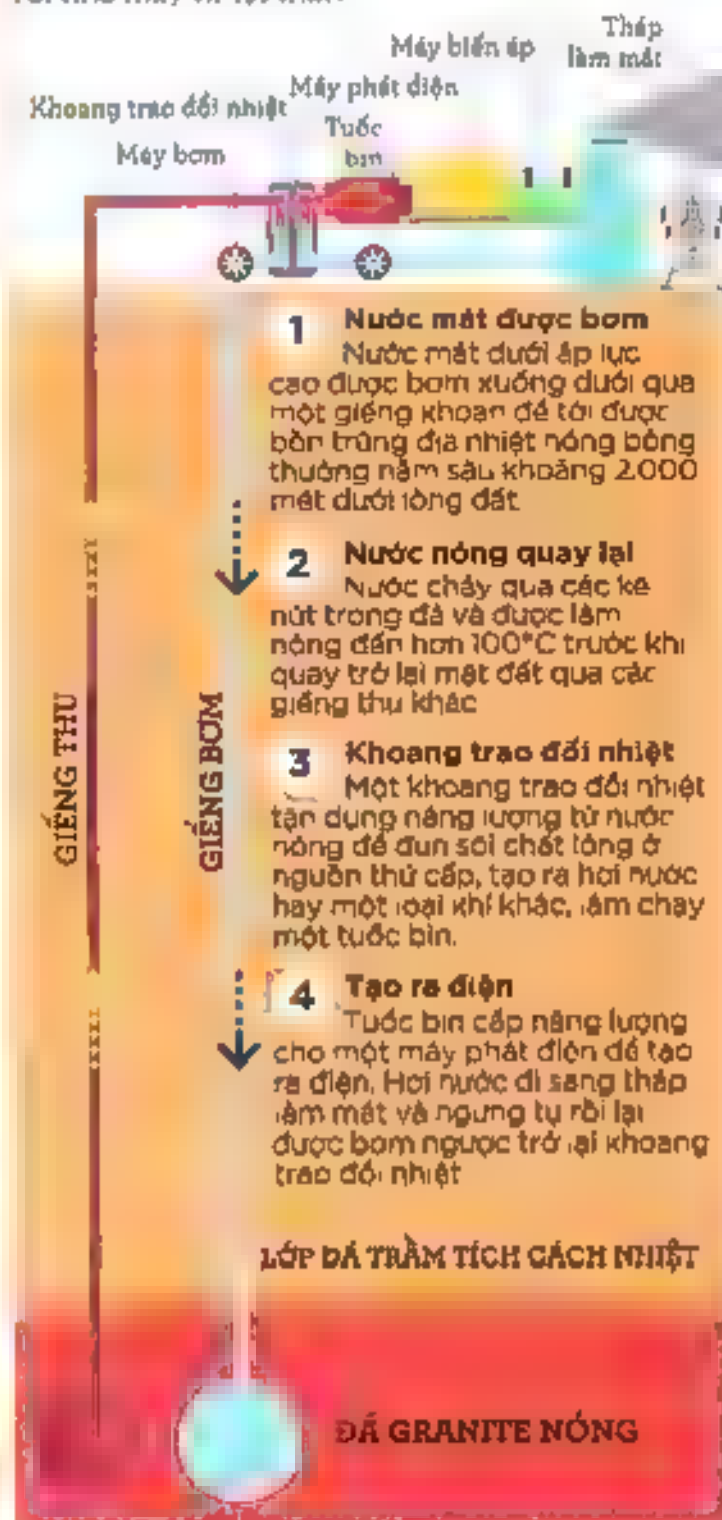 Tháp
làm mát
Máy biến áp
Máy phát điện
Khoang trao đổi nhiệt
Tuốc
bin
Máy bơm
1 Nước mát được bơm
Nước mát dưới áp lực
cao được bơm xuống dưới qua
một giếng khoan để tới được
bồn trũng địa nhiệt nóng bỏng
thường nằm sâu khoảng 2.000
mét dưới lòng đất
2 Nước nóng quay lại
Nước chảy qua các kẽ
nứt trong đá và được làm
nóng đến hơn 100°C trước khi
quay trở lại mặt đất qua các
giếng thu khác
3 Khoang trao đổi nhiệt
Một khoang trao đổi nhiệt
tận dụng năng lượng từ nước
nóng để đun sôi chất lỏng ở
nguồn thứ cấp, tạo ra hơi nước
hay một loại khí khác, làm chạy
một tuốc bin.
4 Tạo ra điện
Tuốc bin cấp năng lượng
cho một máy phát điện để tạo
ra điện. Hơi nước đi sang tháp
làm mát và ngưng tụ rồi lại
được bơm ngược trở lại khoang
trao đổi nhiệt
GIẾNG THU
GIẾNG BƠM
LỚP ĐÁ TRẦM TÍCH CÁCH NHIỆT
ĐÁ GRANITE NÓNG